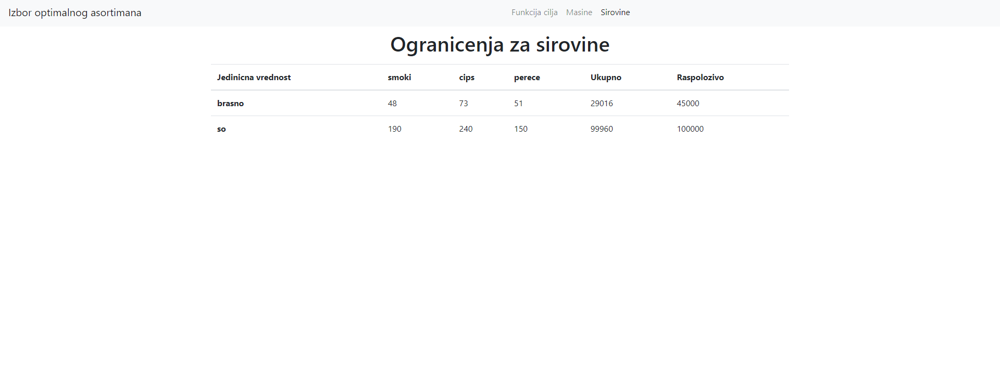 Izbor optimalnog asortimana Funkcija cilja Masine Sirovine
Ogranicenja za sirovine
Jedinicna vrednost smoki cips perece Ukupno Raspolozivo
brasno 48 73 51 29016 45000
so 190 240 150 99960 100000